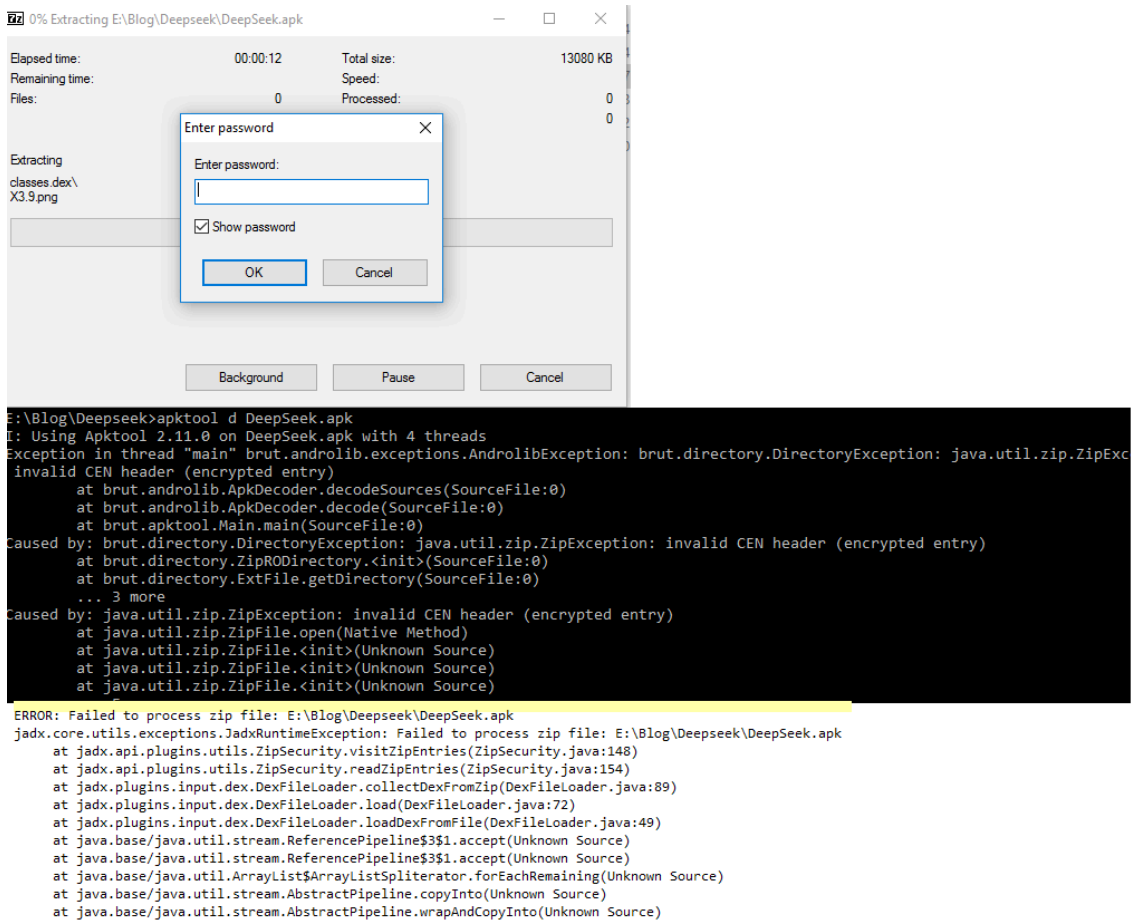 7z 0% Extracting E:\Blog\Deepseek\DeepSeek.apk
Elapsed time: 00:00:12 Total size: 13080 KB
Remaining time: Speed:
Files: 0 Processed: 0
0
Enter password
Extracting
Enter password:
classes.dex\
X3.9.png
Show password
OK Cancel
Background Pause Cancel
E:\Blog\Deepseek>apktool d DeepSeek.apk
I: Using Apktool 2.11.0 on DeepSeek.apk with 4 threads
Exception in thread "main" brut.androlib.exceptions.AndrolibException: brut.directory.DirectoryException: java.util.zip.ZipExc
invalid CEN header (encrypted entry)
at brut.androlib.ApkDecoder.decodeSources(SourceFile:0)
at brut.androlib.ApkDecoder.decode(SourceFile:0)
at brut.apktool.Main.main(SourceFile:0)
Caused by: brut.directory.DirectoryException: java.util.zip.ZipException: invalid CEN header (encrypted entry)
at brut.directory.ZipRODirectory.<init>(SourceFile:0)
at brut.directory.ExtFile.getDirectory(SourceFile:0)
... 3 more
Caused by: java.util.zip.ZipException: invalid CEN header (encrypted entry)
at java.util.zip.ZipFile.open(Native Method)
at java.util.zip.ZipFile.<init>(Unknown Source)
at java.util.zip.ZipFile.<init>(Unknown Source)
at java.util.zip.ZipFile.<init>(Unknown Source)
ERROR: Failed to process zip file: E:\Blog\Deepseek\DeepSeek.apk
jadx.core.utils.exceptions.JadxRuntimeException: Failed to process zip file: E:\Blog\Deepseek\DeepSeek.apk
at jadx.api.plugins.utils.ZipSecurity.visitZipEntries(ZipSecurity.java:148)
at jadx.api.plugins.utils.ZipSecurity.readZipEntries(ZipSecurity.java:154)
at jadx.plugins.input.dex.DexFileLoader.collectDexFromZip(DexFileLoader.java:89)
at jadx.plugins.input.dex.DexFileLoader.load(DexFileLoader.java:72)
at jadx.plugins.input.dex.DexFileLoader.loadDexFromFile(DexFileLoader.java:49)
at java.base/java.util.stream.ReferencePipeline$3$1.accept(Unknown Source)
at java.base/java.util.stream.ReferencePipeline$3$1.accept(Unknown Source)
at java.base/java.util.ArrayList$ArrayListSpliterator.forEachRemaining(Unknown Source)
at java.base/java.util.stream.AbstractPipeline.copyInto(Unknown Source)
at java.base/java.util.stream.AbstractPipeline.wrapAndCopyInto(Unknown Source)